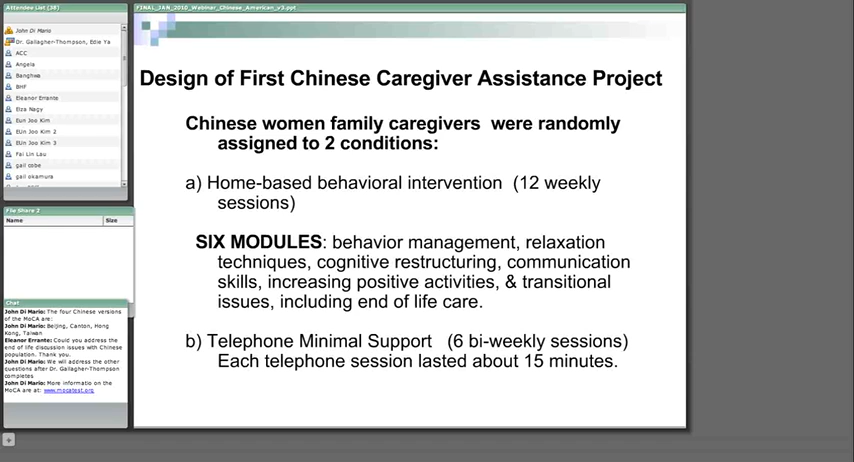 Attendee List (38)
John Di Mario
Dr. Gallagher-Thompson, Edie Ya
ACC
Angela
Banghwa
BHF
Eleanor Errante
Elza Nagy
Eun Joo Kim
Eun Joo Kim 2
EUn Joo Kim 3
Fai Lin Lau
gail cobe
gail okamura
File Share 2
Name Size
Chat
John Di Mario: The four Chinese versions
of the MoCA are:
John Di Mario: Beijing, Canton, Hong
Kong, Taiwan
Eleanor Errante: Could you address the
end of life discussion issues with Chinese
population. Thank you.
John Di Mario: We will address the other
questions after Dr. Gallagher-Thompson
completes
John Di Mario: More informatio on the
MoCA are at: www.mocatest.org
FINAL_JAN_2010_Webinar_Chinese_American_v3.ppt
Design of First Chinese Caregiver Assistance Project
Chinese women family caregivers were randomly
assigned to 2 conditions:
a) Home-based behavioral intervention (12 weekly
sessions)
SIX MODULES: behavior management, relaxation
techniques, cognitive restructuring, communication
skills, increasing positive activities, & transitional
issues, including end of life care.
b) Telephone Minimal Support (6 bi-weekly sessions)
Each telephone session lasted about 15 minutes.